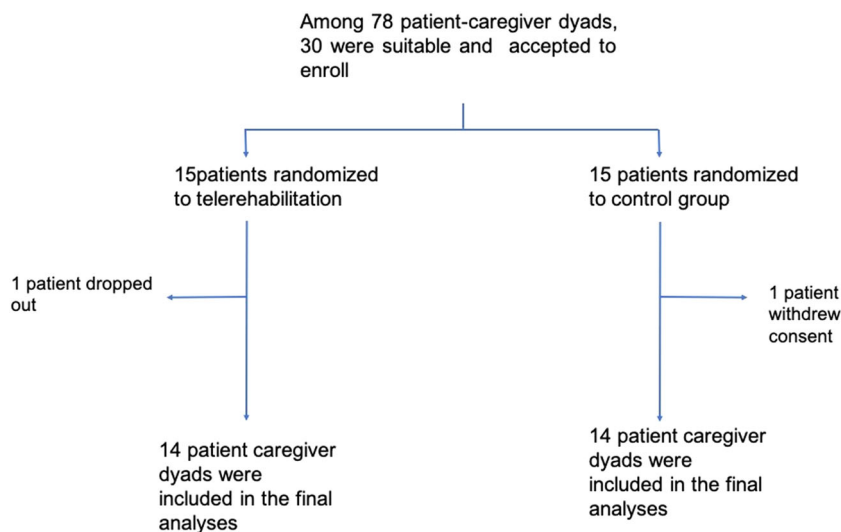 Among 78 patient-caregiver dyads,
30 were suitable and accepted to
enroll
15patients randomized
to telerehabilitation
15 patients randomized
to control group
1 patient dropped
out
1 patient
withdrew
consent
14 patient caregiver
dyads were
included in the final
analyses
14 patient caregiver
dyads were
included in the final
analyses